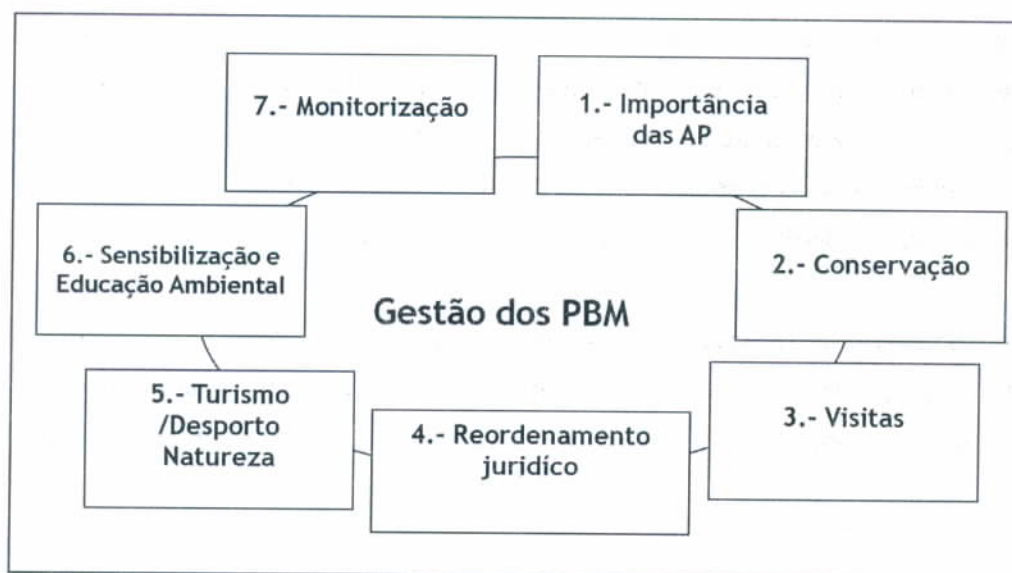 7.- Monitorização
1.- Importância
das AP
6.- Sensibilização e
Educação Ambiental
2.- Conservação
Gestão dos PBM
5.- Turismo
/Desporto
Natureza
4.- Reordenamento
juridíco
3.- Visitas